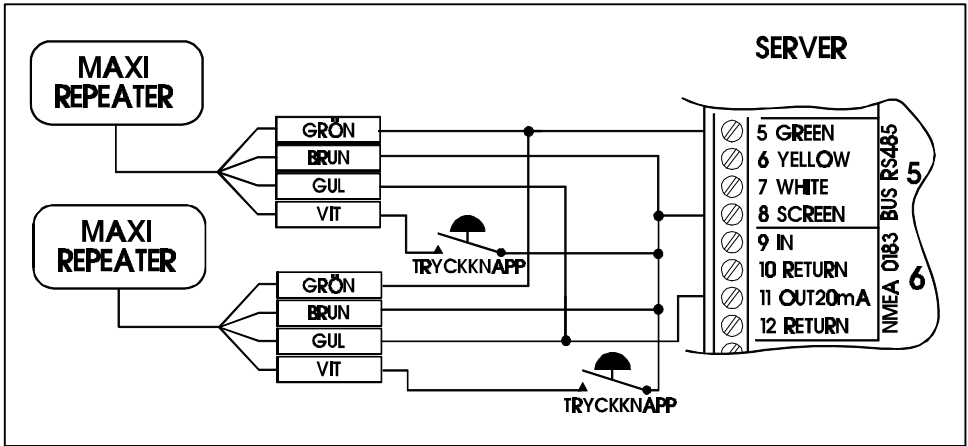 SERVER
MAXI
REPEATER
GRÖN
BRUN
GUL
VIT
TRYCKKNAPP
MAXI
REPEATER
GRÖN
BRUN
GUL
VIT
TRYCKKNAPP
5 GREEN
6 YELLOW
7 WHITE
8 SCREEN
BUS RS485
5
9 IN
10 RETURN
11 OUT20mA
12 RETURN
NMEA 0183
6